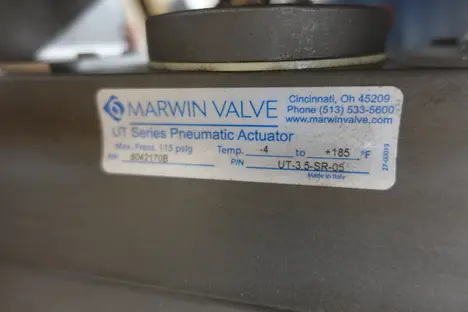 MARWIN VALVE
Cincinnati, Oh 45209
Phone (513) 533-5600
www.marwinvalve.com
UT Series Pneumatic Actuator
Max. Press. 115 psig Temp. -4 to +185 °F
8042170B P/N UT-3.5-SR-05
Made in Italy